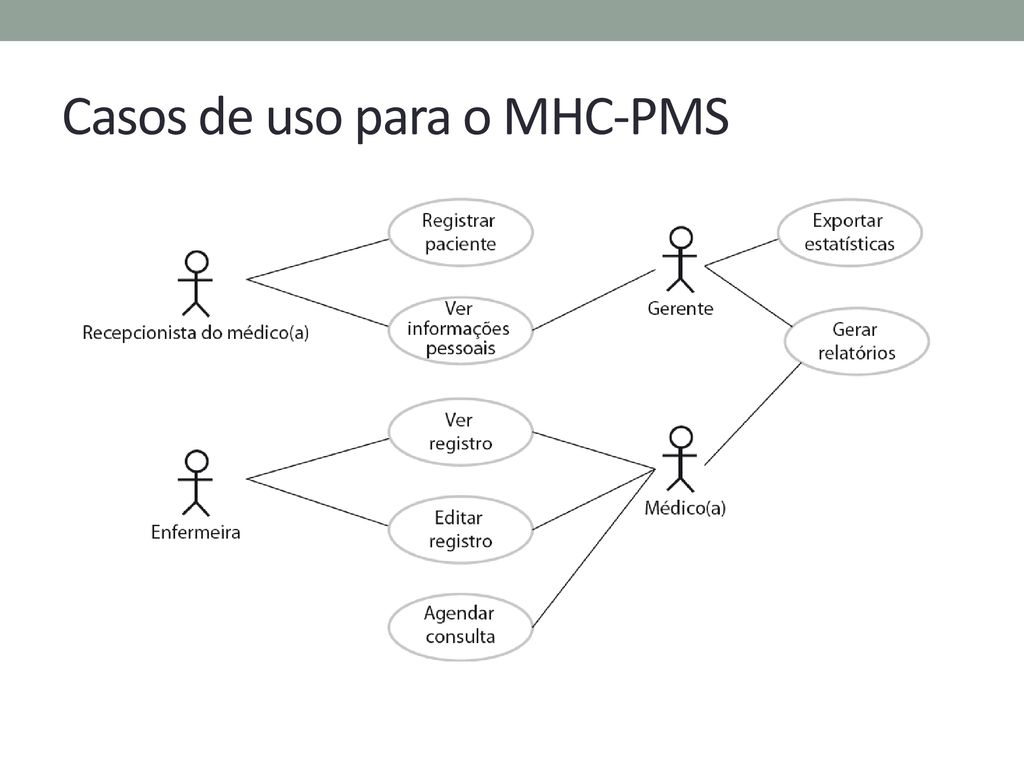 Casos de uso para o MHC-PMS
Registrar
paciente
Exportar
estatísticas
Recepcionista do médico(a)
Ver
informações
pessoais
Gerente
Gerar
relatórios
Ver
registro
Enfermeira
Editar
registro
Médico(a)
Agendar
consulta